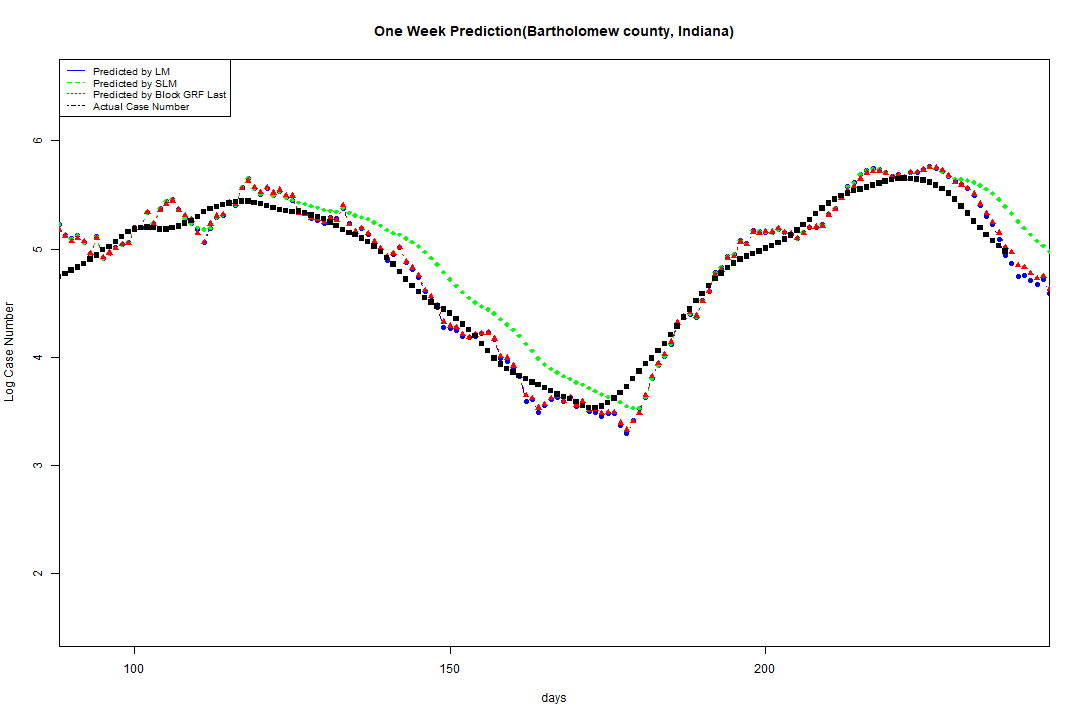 One Week Prediction(Bartholomew county, Indiana)
Predicted by LM
Predicted by SLM
Predicted by Block GRF Last
Actual Case Number
6
5
4
3
2
Log Case Number
100 150 200
days